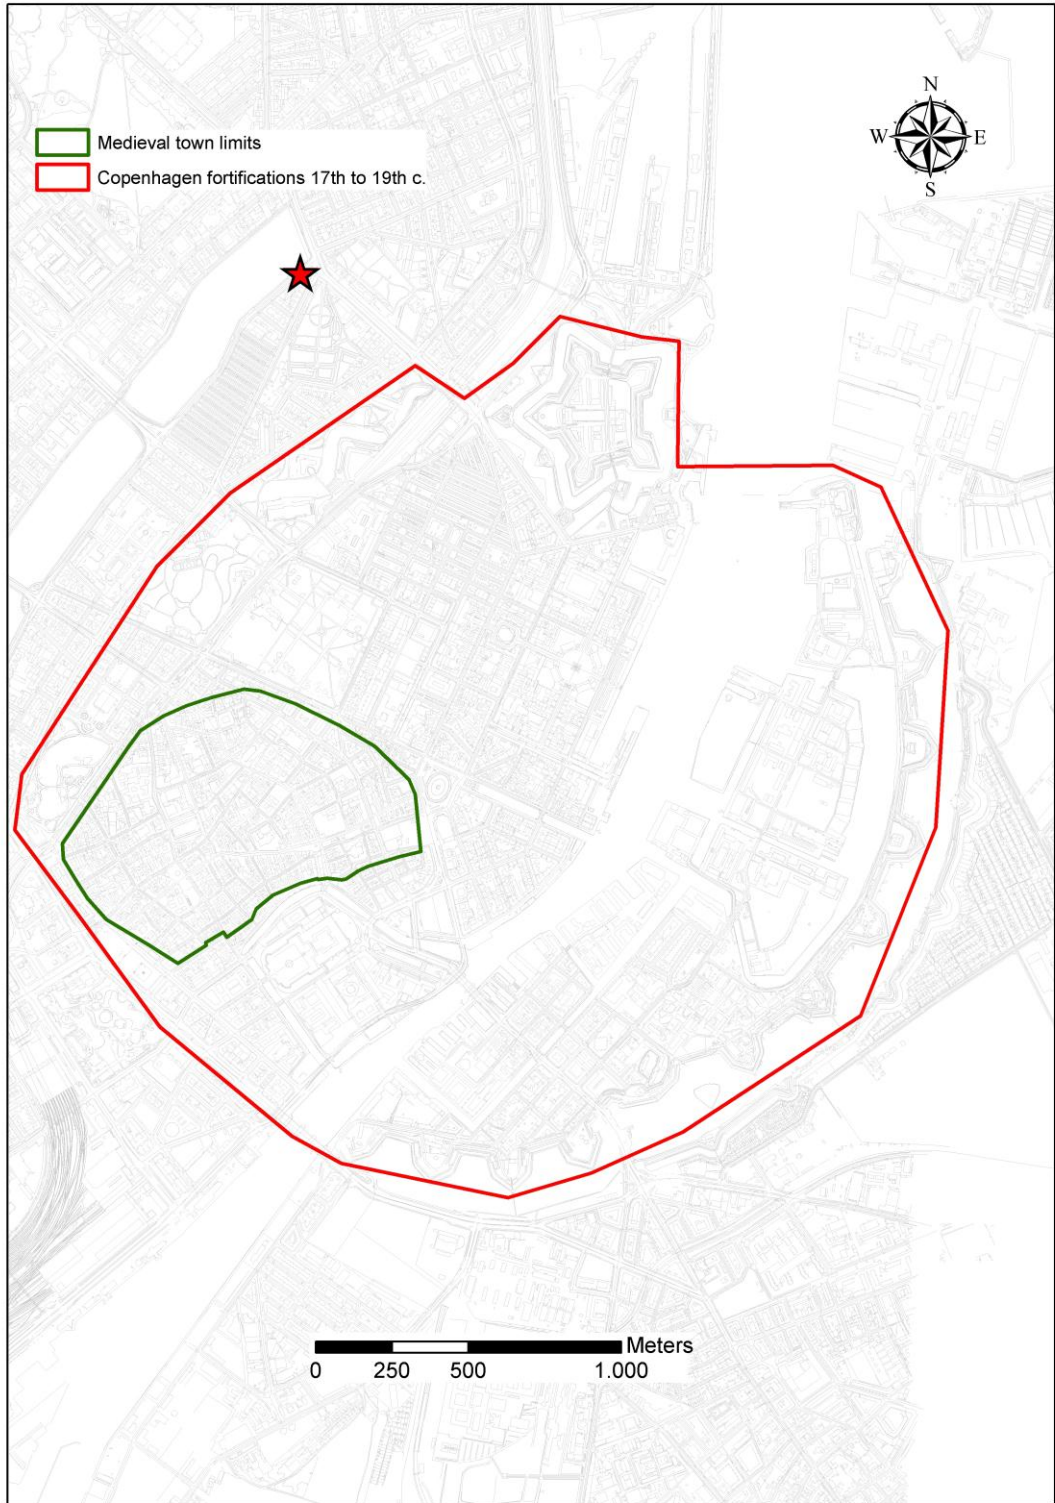 N
W E
S
Medieval town limits
Copenhagen fortifications 17th to 19th c.
Meters
0 250 500 1.000